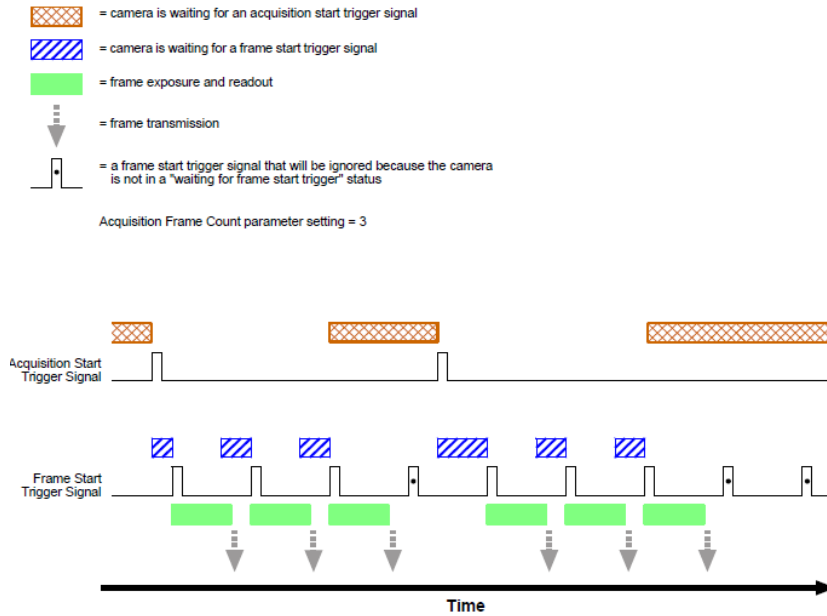 = camera is waiting for an acquisition start trigger signal
= camera is waiting for a frame start trigger signal
= frame exposure and readout
= frame transmission
= a frame start trigger signal that will be ignored because the camera
is not in a "waiting for frame start trigger" status
Acquisition Frame Count parameter setting = 3
Acquisition Start
Trigger Signal
Frame Start
Trigger Signal
Time